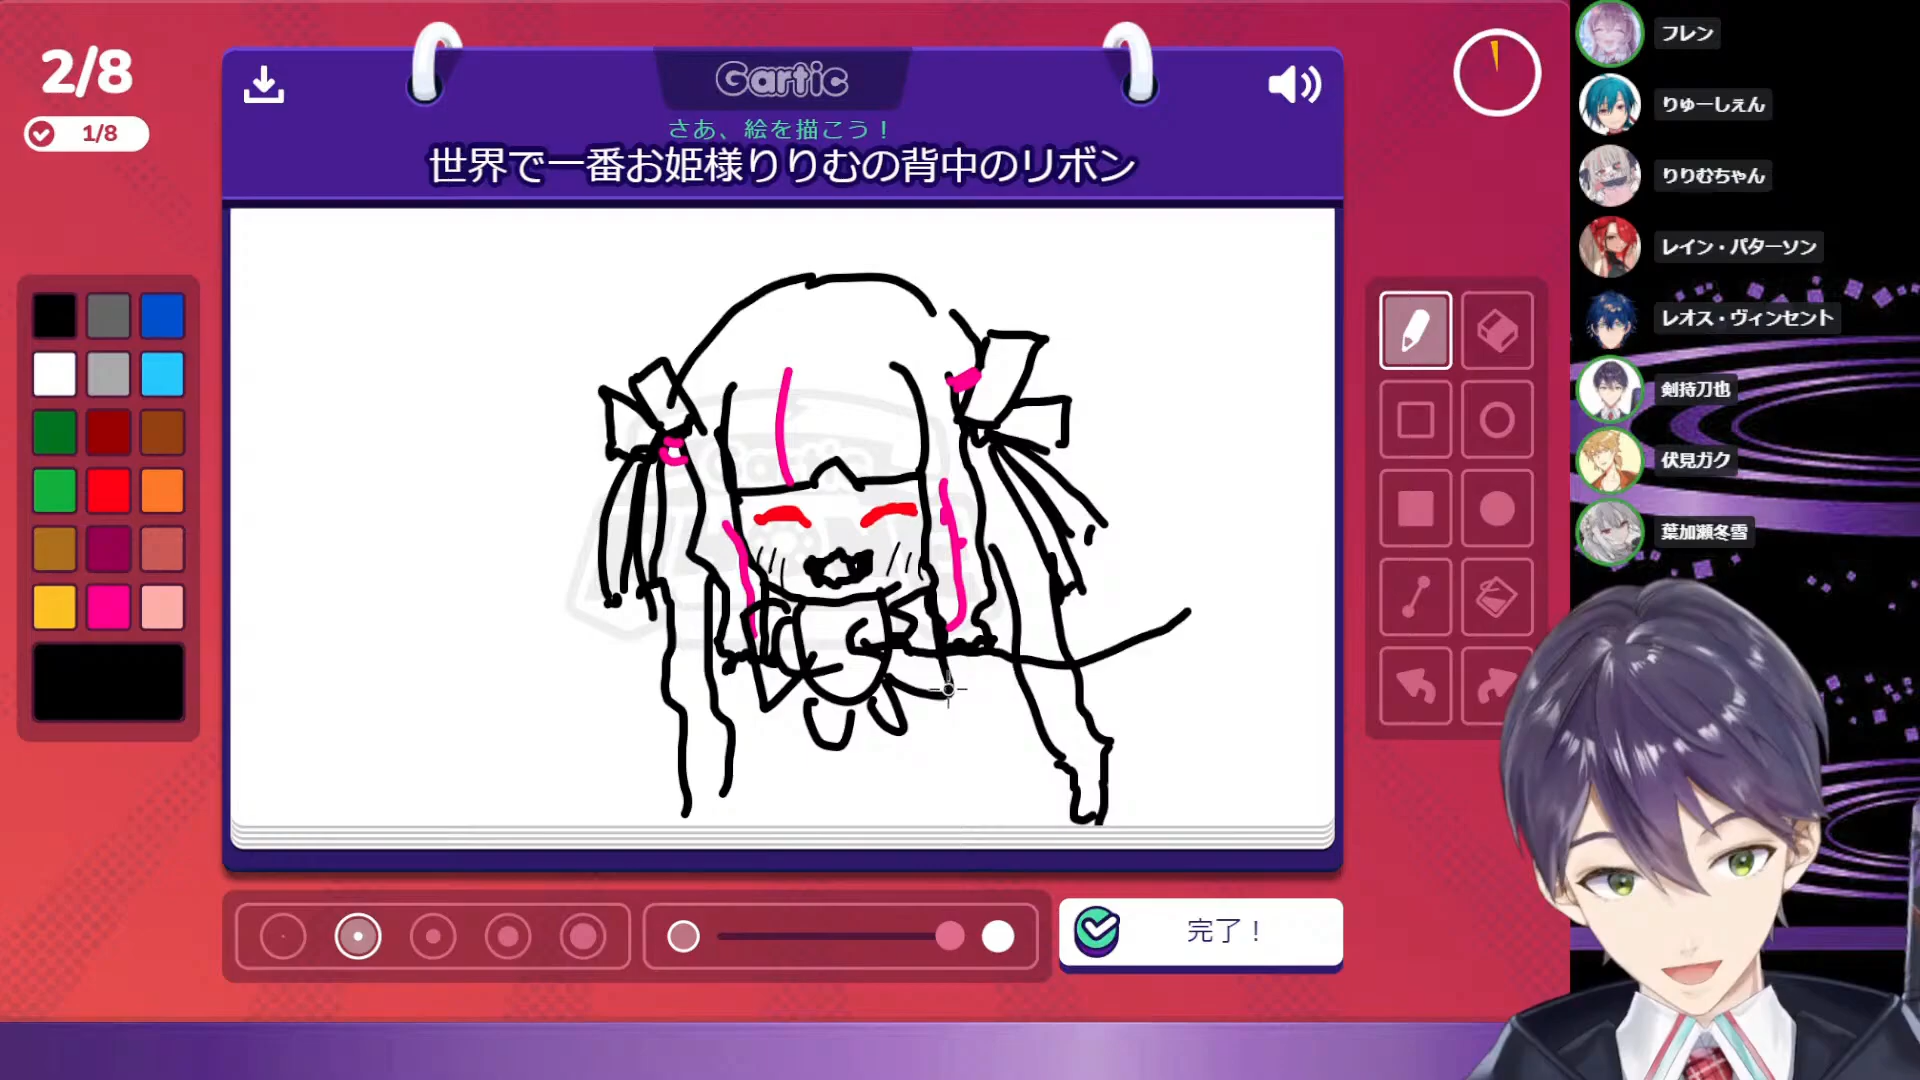 2/8
1/8
Gartic
さあ、絵を描こう！
世界で一番お姫様りりむの背中のリボン
完了！
フレン
りゅーしぇん
りりむちゃん
レイン・パターソン
レオス・ヴィンセント
剣持刀也
伏見ガク
葉加瀬冬雪